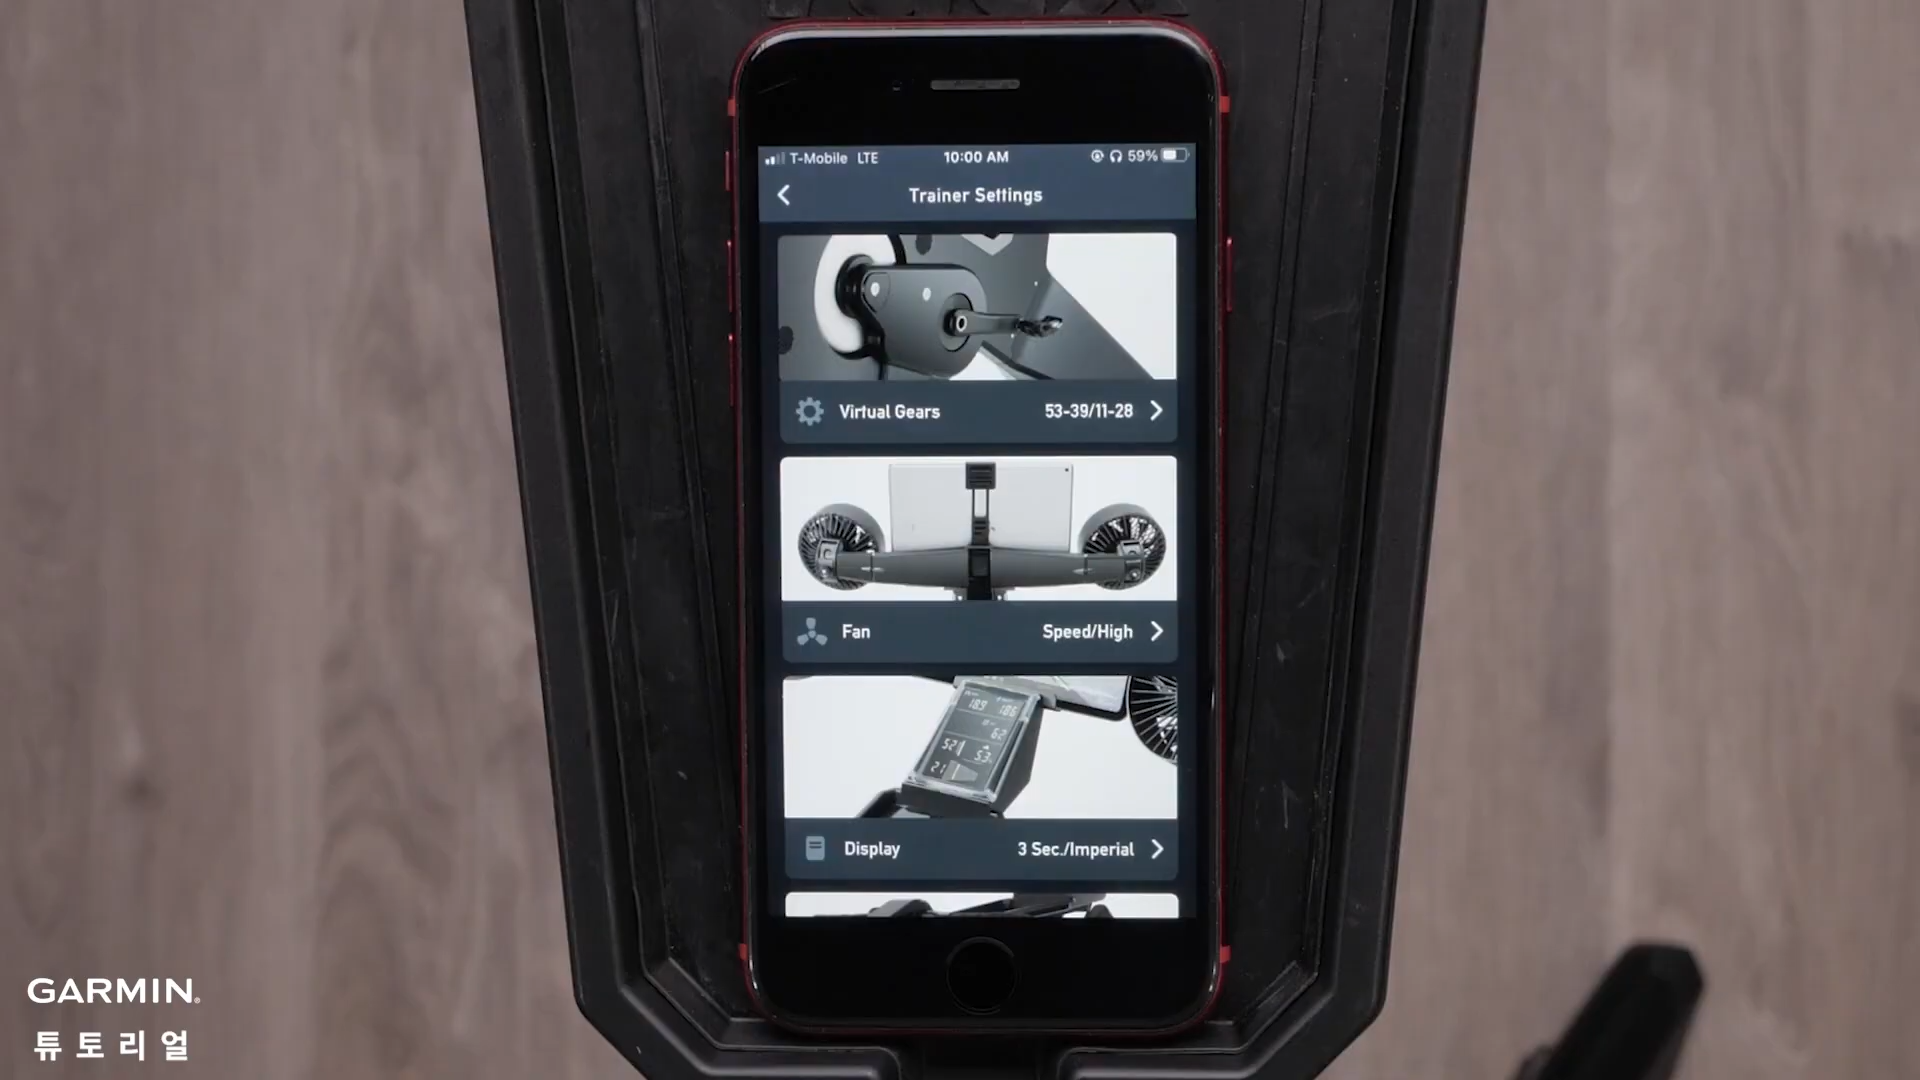 T-Mobile LTE 10:00 AM 59%
Trainer Settings
Virtual Gears 53-39/11-28
Fan Speed/High
Display 3 Sec./Imperial
GARMIN®
튜토리얼